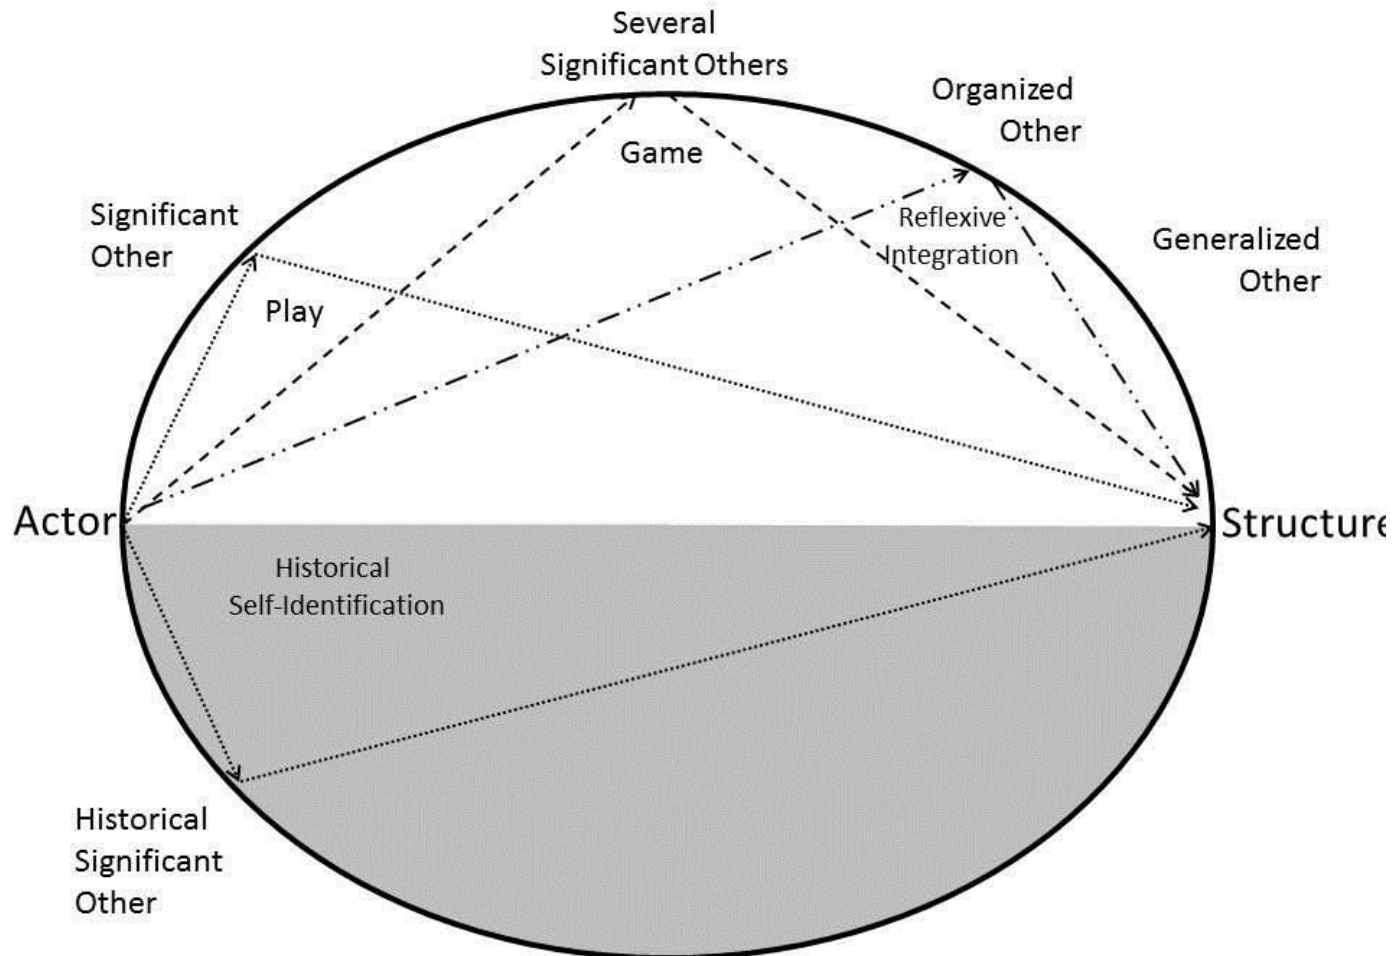 Several
Significant Others
Organized
Other
Game
Significant
Other
Reflexive
Integration
Generalized
Other
Play
Actor
Structure
Historical
Self-Identification
Historical
Significant
Other